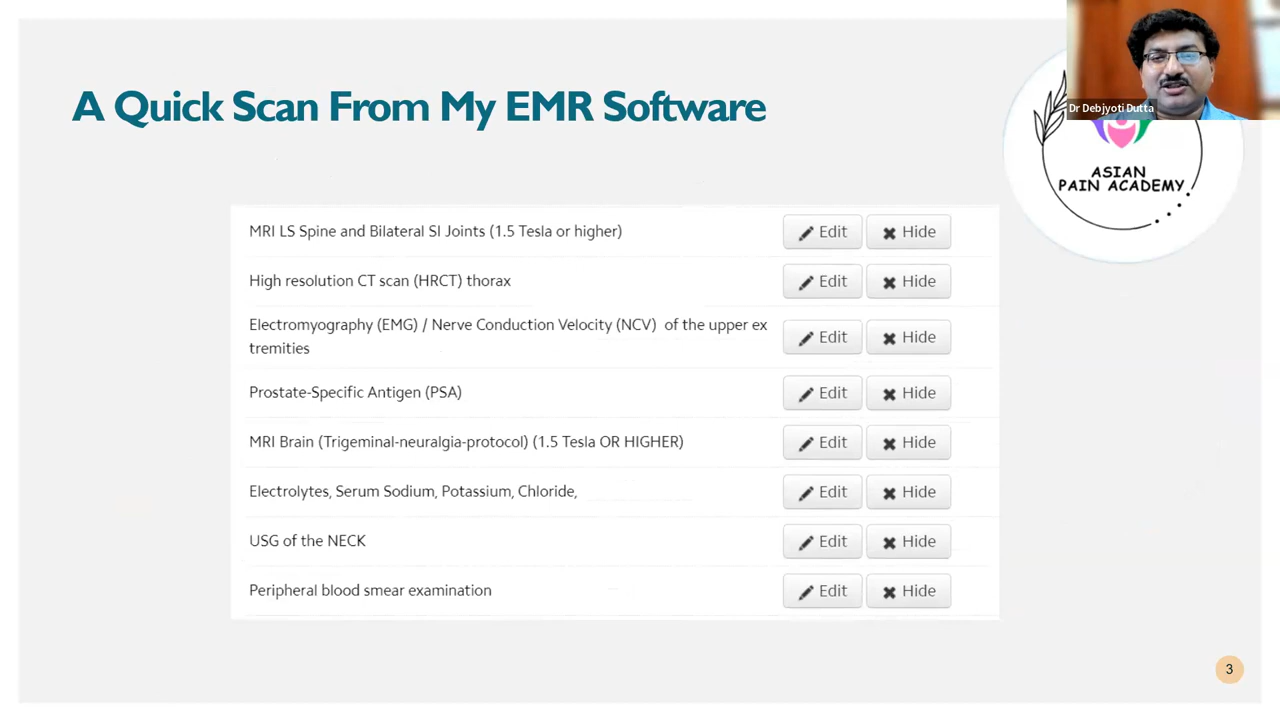 A Quick Scan From My EMR Software
Dr Debjyoti Dutta
ASIAN
PAIN ACADEMY
MRI LS Spine and Bilateral SI Joints (1.5 Tesla or higher) Edit Hide
High resolution CT scan (HRCT) thorax Edit Hide
Electromyography (EMG) / Nerve Conduction Velocity (NCV) of the upper ex
tremities Edit Hide
Prostate-Specific Antigen (PSA) Edit Hide
MRI Brain (Trigeminal-neuralgia-protocol) (1.5 Tesla OR HIGHER) Edit Hide
Electrolytes, Serum Sodium, Potassium, Chloride, Edit Hide
USG of the NECK Edit Hide
Peripheral blood smear examination Edit Hide
3